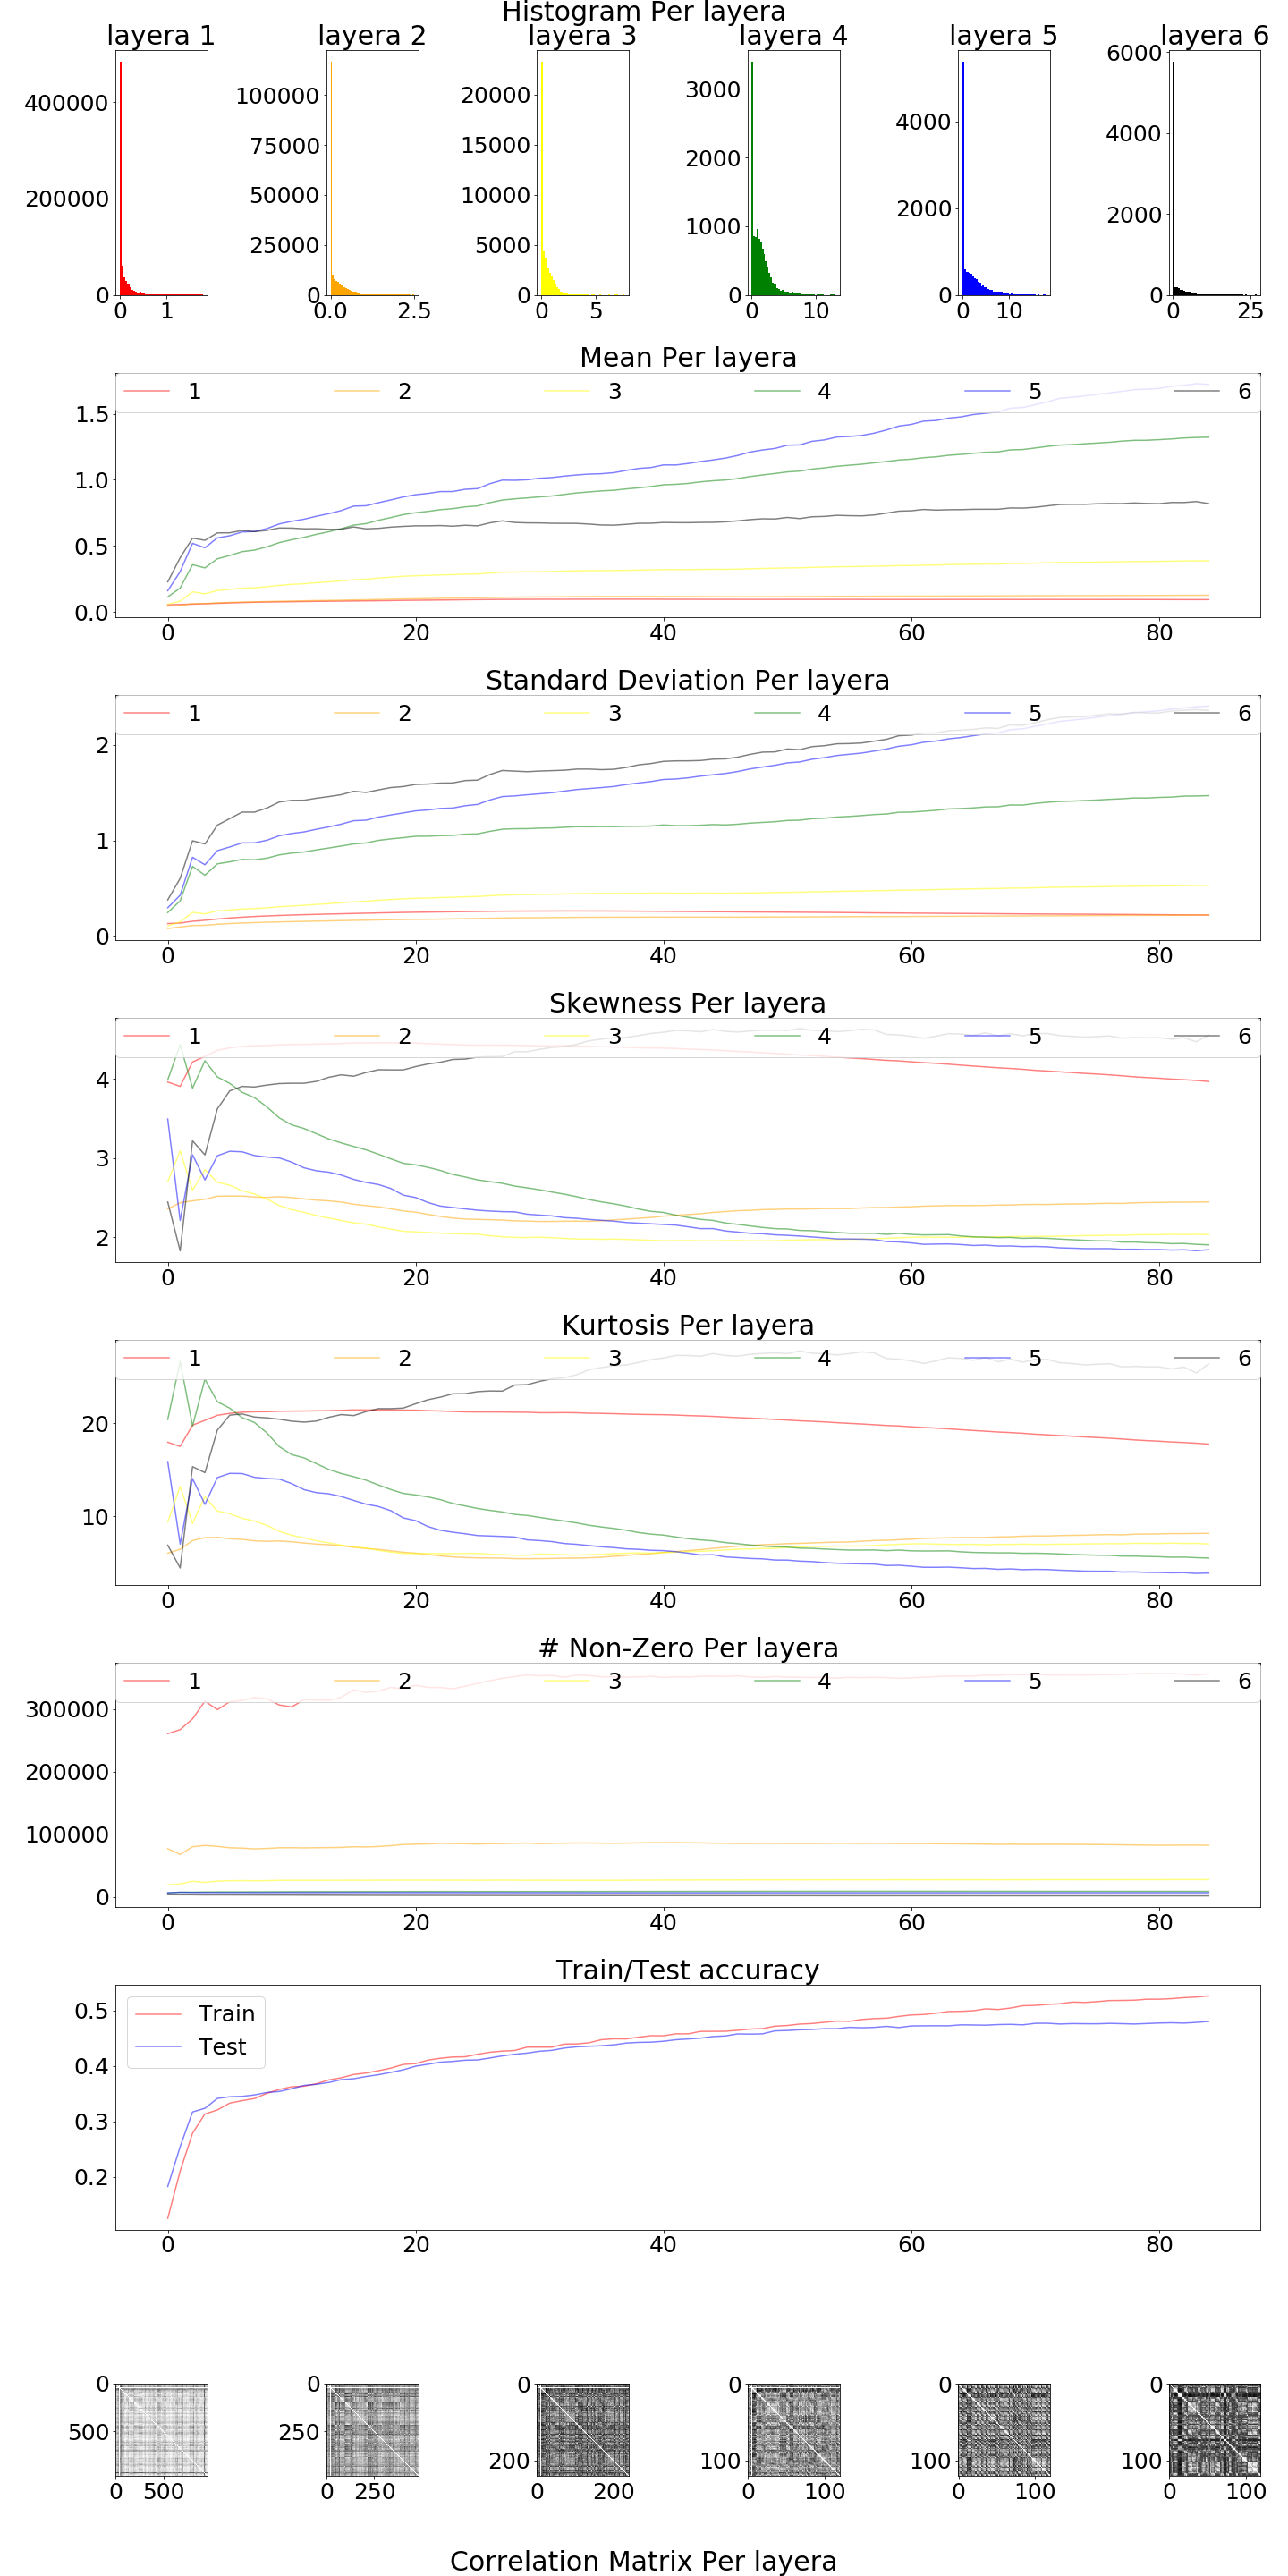 Histogram Per layera
layera 1 layera 2 layera 3 layera 4 layera 5 layera 6
400000 200000 0 0 1
100000 75000 50000 25000 0 0.0 2.5
20000 15000 10000 5000 0 0 5
3000 2000 1000 0 0 10
4000 2000 0 0 10
6000 4000 2000 0 0 25
Mean Per layera
1 2 3 4 5 6
1.5
1.0
0.5
0.0
0 20 40 60 80
Standard Deviation Per layera
1 2 3 4 5 6
2
1
0
0 20 40 60 80
Skewness Per layera
1 2 3 4 5 6
4
3
2
0 20 40 60 80
Kurtosis Per layera
1 2 3 4 5 6
20
10
0 20 40 60 80
# Non-Zero Per layera
1 2 3 4 5 6
300000
200000
100000
0
0 20 40 60 80
Train/Test accuracy
Train
Test
0.5
0.4
0.3
0.2
0 20 40 60 80
0 500 0 500
0 250 0 250
0 200 0 200
0 100 0 100
0 100 0 100
0 100 0 100
Correlation Matrix Per layera